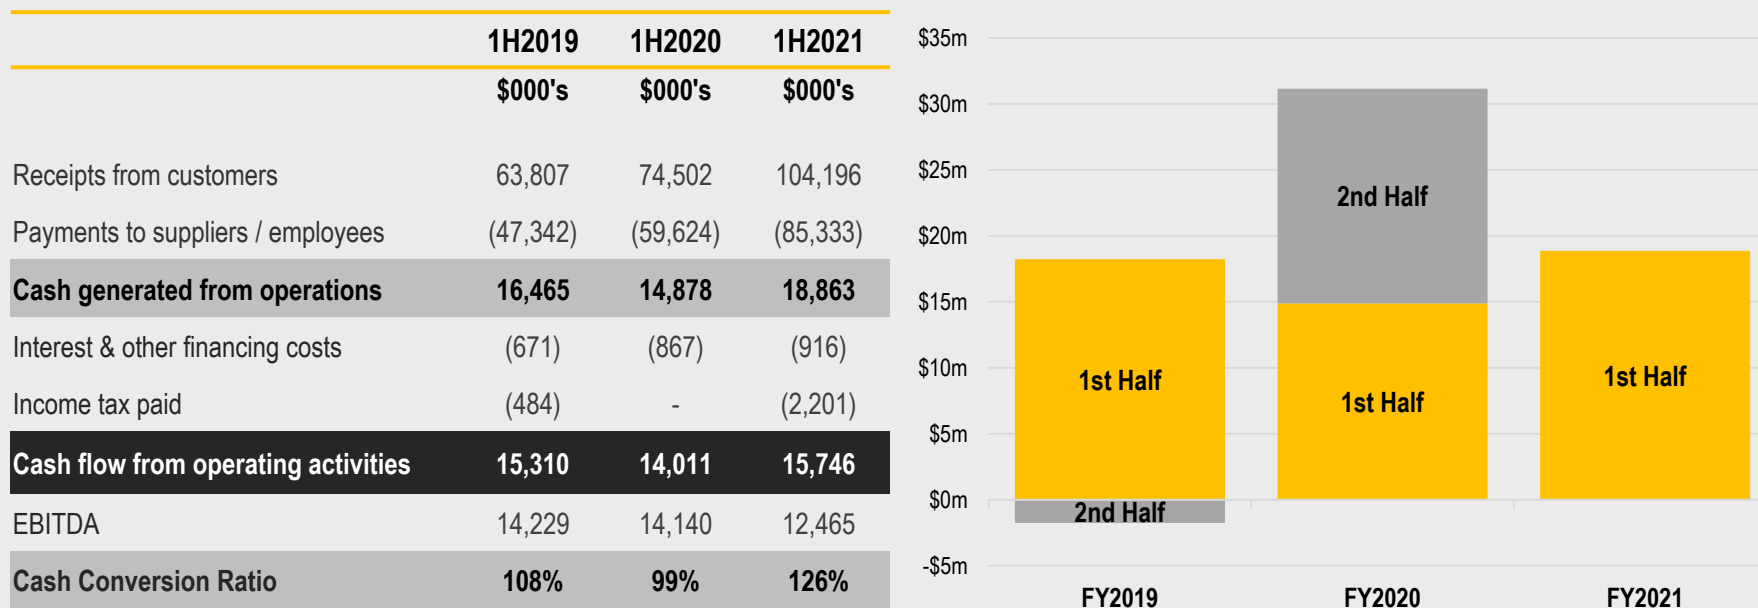 1H2019 1H2020 1H2021
$000's $000's $000's
Receipts from customers 63,807 74,502 104,196
Payments to suppliers / employees (47,342) (59,624) (85,333)
Cash generated from operations 16,465 14,878 18,863
Interest & other financing costs (671) (867) (916)
Income tax paid (484) - (2,201)
Cash flow from operating activities 15,310 14,011 15,746
EBITDA 14,229 14,140 12,465
Cash Conversion Ratio 108% 99% 126%
$35m
$30m
$25m
$20m
$15m
$10m
$5m
$0m
-$5m
2nd Half
1st Half
1st Half
1st Half
2nd Half
FY2019 FY2020 FY2021